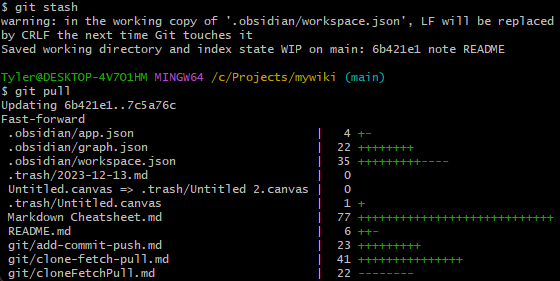 $ git stash
warning: in the working copy of '.obsidian/workspace.json', LF will be replaced
by CRLF the next time Git touches it
Saved working directory and index state WIP on main: 6b421e1 note README

Tyler@DESKTOP-4V7O1HM MINGW64 /c/Projects/mywiki (main)
$ git pull
Updating 6b421e1..7c5a76c
Fast-forward
 .obsidian/app.json                         |   4 +-
 .obsidian/graph.json                       |  22 ++++++++
 .obsidian/workspace.json                   |  35 +++++++++----
 .trash/2023-12-13.md                       |   0
 Untitled.canvas => .trash/Untitled 2.canvas |   0
 .trash/Untitled.canvas                     |   1 +
 Markdown Cheatsheet.md                     |  77 ++++++++++++++++++++++++++++
 README.md                                  |   6 ++-
 git/add-commit-push.md                     |  23 +++++++++
 git/clone-fetch-pull.md                    |  41 +++++++++++++++
 git/cloneFetchPull.md                      |  22 --------